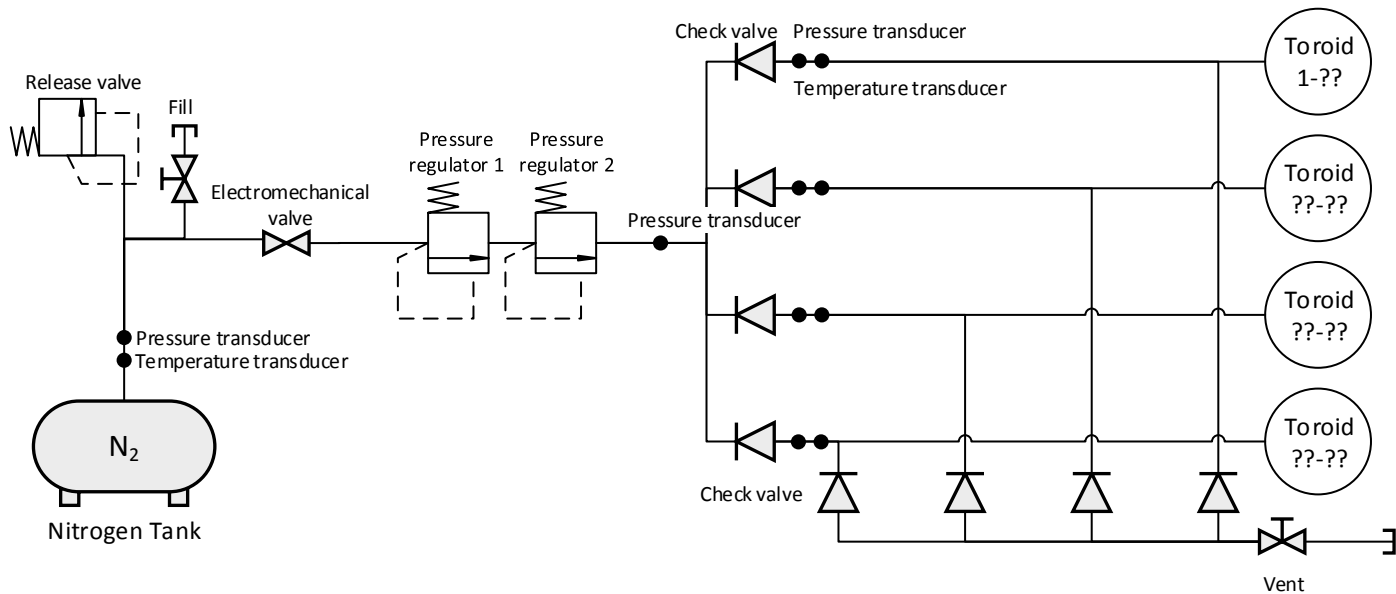 Check valve
Pressure transducer
Temperature transducer
Toroid
1-??
Release valve
Fill
Pressure
regulator 1
Pressure
regulator 2
Electromechanical
valve
Pressure transducer
Toroid
??-??
Toroid
??-??
Pressure transducer
Temperature transducer
Toroid
??-??
N₂
Check valve
Nitrogen Tank
Vent